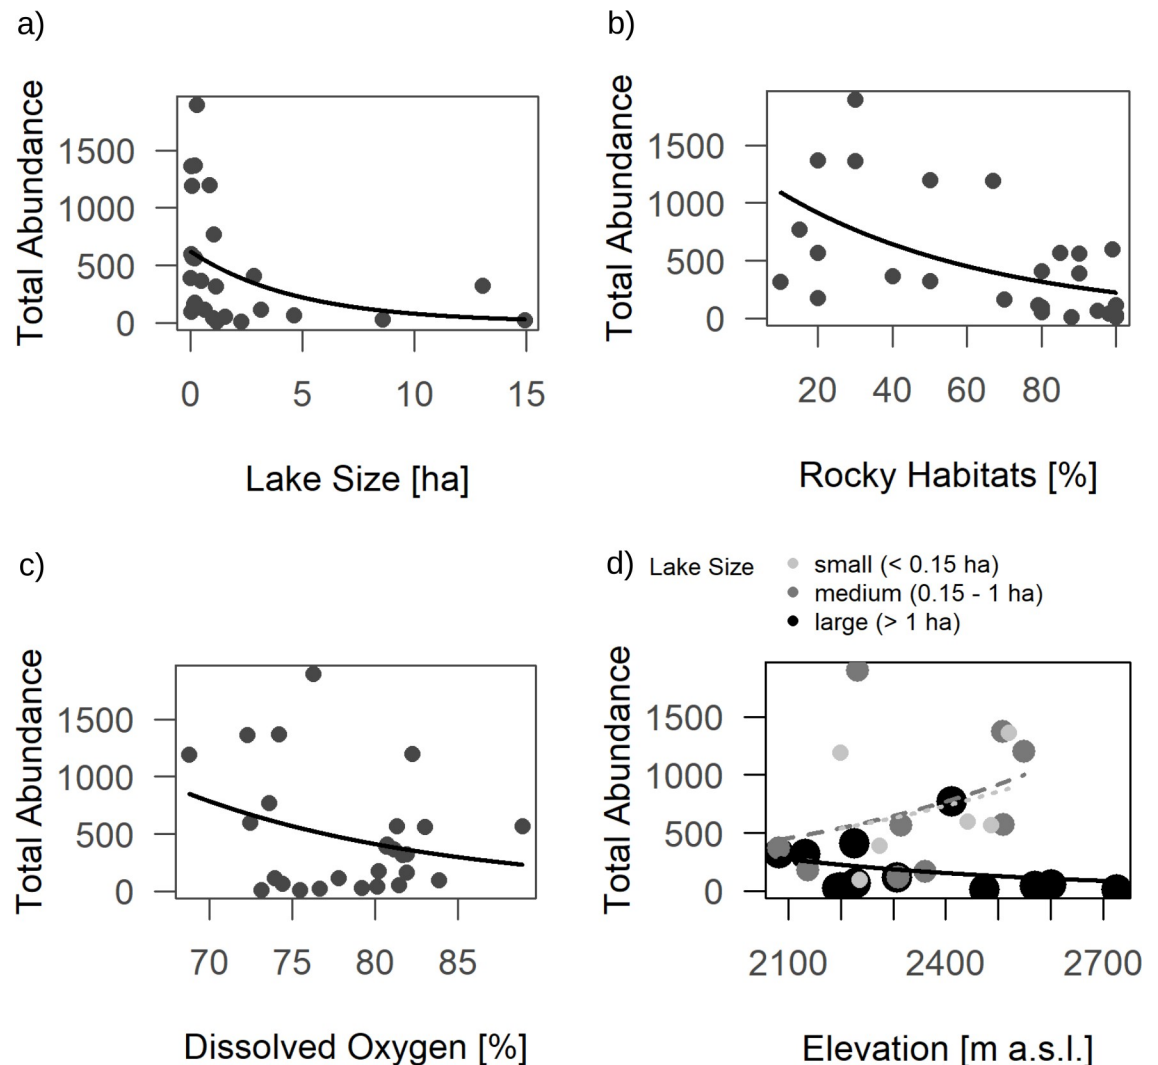 a)
Total Abundance
1500
1000
500
0
0 5 10 15
Lake Size [ha]
b)
Total Abundance
1500
1000
500
0
20 40 60 80
Rocky Habitats [%]
c)
Total Abundance
1500
1000
500
0
70 75 80 85
Dissolved Oxygen [%]
d) Lake Size
small (< 0.15 ha)
medium (0.15 - 1 ha)
large (> 1 ha)
Total Abundance
1500
1000
500
0
2100 2400 2700
Elevation [m a.s.l.]